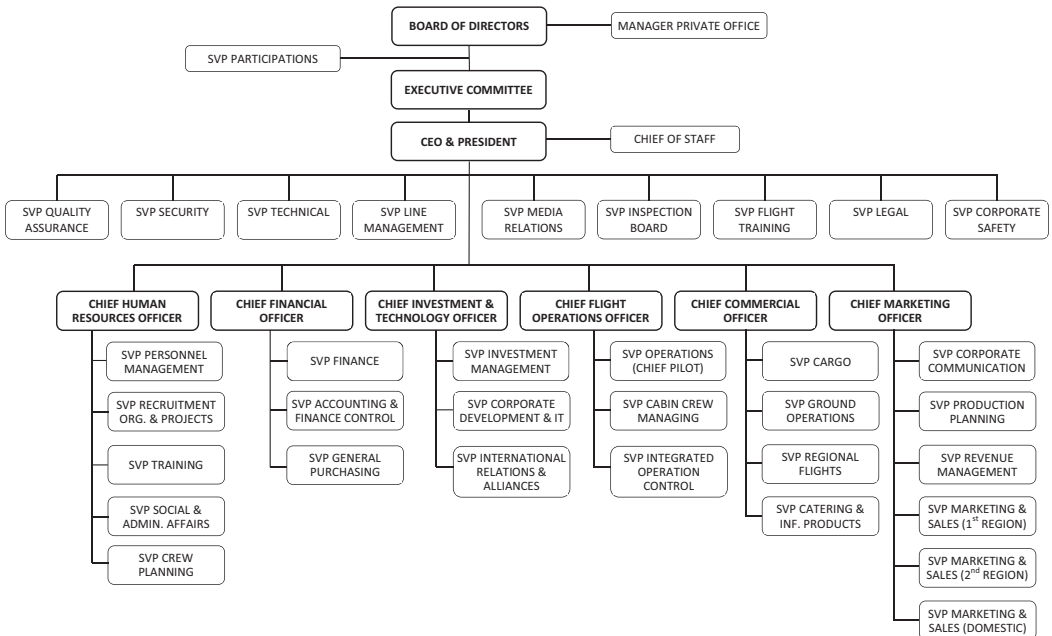 BOARD OF DIRECTORS
MANAGER PRIVATE OFFICE
SVP PARTICIPATIONS
EXECUTIVE COMMITTEE
CEO & PRESIDENT
CHIEF OF STAFF
SVP QUALITY
ASSURANCE
SVP SECURITY
SVP TECHNICAL
SVP LINE
MANAGEMENT
SVP MEDIA
RELATIONS
SVP INSPECTION
BOARD
SVP FLIGHT
TRAINING
SVP LEGAL
SVP CORPORATE
SAFETY
CHIEF HUMAN
RESOURCES OFFICER
SVP PERSONNEL
MANAGEMENT
SVP RECRUITMENT
ORG. & PROJECTS
SVP TRAINING
SVP SOCIAL &
ADMIN. AFFAIRS
SVP CREW
PLANNING
CHIEF FINANCIAL
OFFICER
SVP FINANCE
SVP ACCOUNTING &
FINANCE CONTROL
SVP GENERAL
PURCHASING
CHIEF INVESTMENT &
TECHNOLOGY OFFICER
SVP INVESTMENT
MANAGEMENT
SVP CORPORATE
DEVELOPMENT & IT
SVP INTERNATIONAL
RELATIONS &
ALLIANCES
CHIEF FLIGHT
OPERATIONS OFFICER
SVP OPERATIONS
(CHIEF PILOT)
SVP CABIN CREW
MANAGING
SVP INTEGRATED
OPERATION
CONTROL
CHIEF COMMERCIAL
OFFICER
SVP CARGO
SVP GROUND
OPERATIONS
SVP REGIONAL
FLIGHTS
SVP CATERING &
INF. PRODUCTS
CHIEF MARKETING
OFFICER
SVP CORPORATE
COMMUNICATION
SVP PRODUCTION
PLANNING
SVP REVENUE
MANAGEMENT
SVP MARKETING &
SALES (1st REGION)
SVP MARKETING &
SALES (2nd REGION)
SVP MARKETING &
SALES (DOMESTIC)